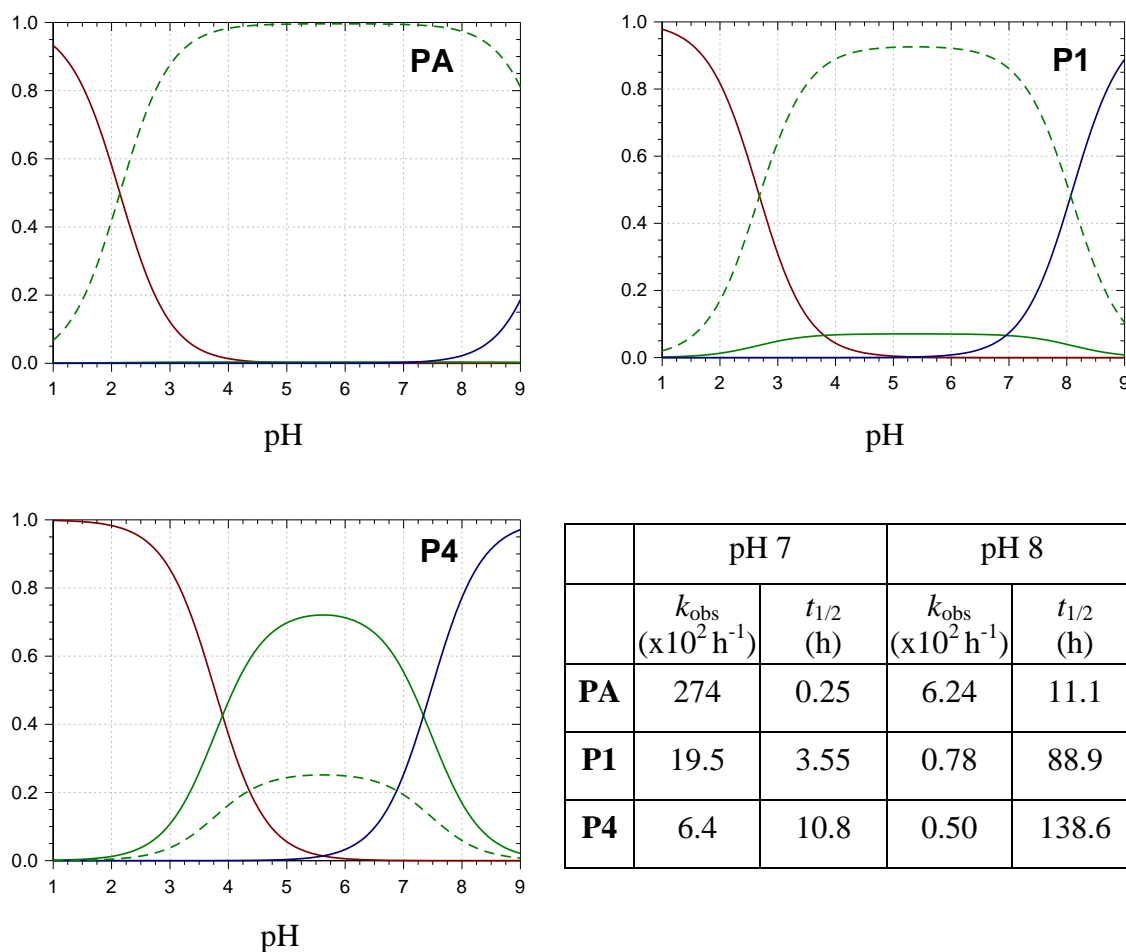 PA
1.0
0.8
0.6
0.4
0.2
0.0
1 2 3 4 5 6 7 8 9
pH
P1
1.0
0.8
0.6
0.4
0.2
0.0
1 2 3 4 5 6 7 8 9
pH
P4
1.0
0.8
0.6
0.4
0.2
0.0
1 2 3 4 5 6 7 8 9
pH
pH 7 pH 8
k_obs (x10² h⁻¹) t_1/2 (h) k_obs (x10² h⁻¹) t_1/2 (h)
PA 274 0.25 6.24 11.1
P1 19.5 3.55 0.78 88.9
P4 6.4 10.8 0.50 138.6